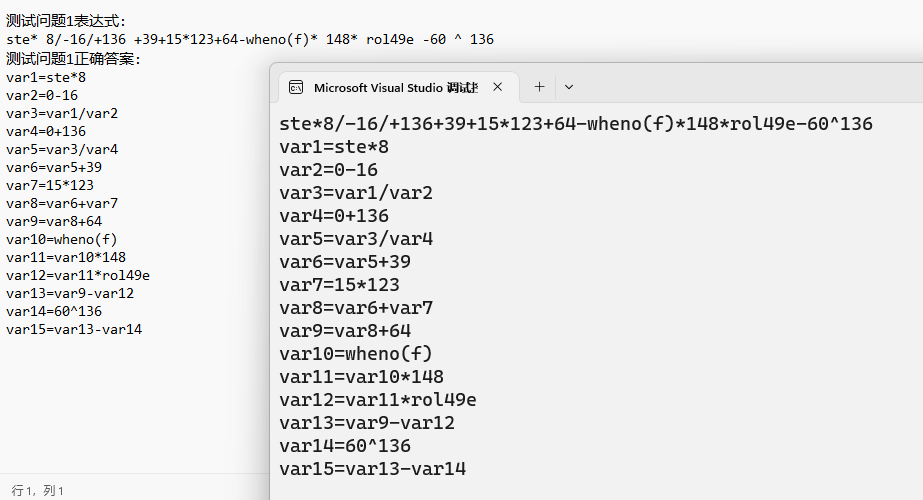 测试问题1表达式:
ste* 8/-16/+136 +39+15*123+64-wheno(f)* 148* rol49e -60 ^ 136
测试问题1正确答案:
var1=ste*8
var2=0-16
var3=var1/var2
var4=0+136
var5=var3/var4
var6=var5+39
var7=15*123
var8=var6+var7
var9=var8+64
var10=wheno(f)
var11=var10*148
var12=var11*rol49e
var13=var9-var12
var14=60^136
var15=var13-var14
行 1，列 1
Microsoft Visual Studio 调试
ste*8/-16/+136+39+15*123+64-wheno(f)*148*rol49e-60^136
var1=ste*8
var2=0-16
var3=var1/var2
var4=0+136
var5=var3/var4
var6=var5+39
var7=15*123
var8=var6+var7
var9=var8+64
var10=wheno(f)
var11=var10*148
var12=var11*rol49e
var13=var9-var12
var14=60^136
var15=var13-var14